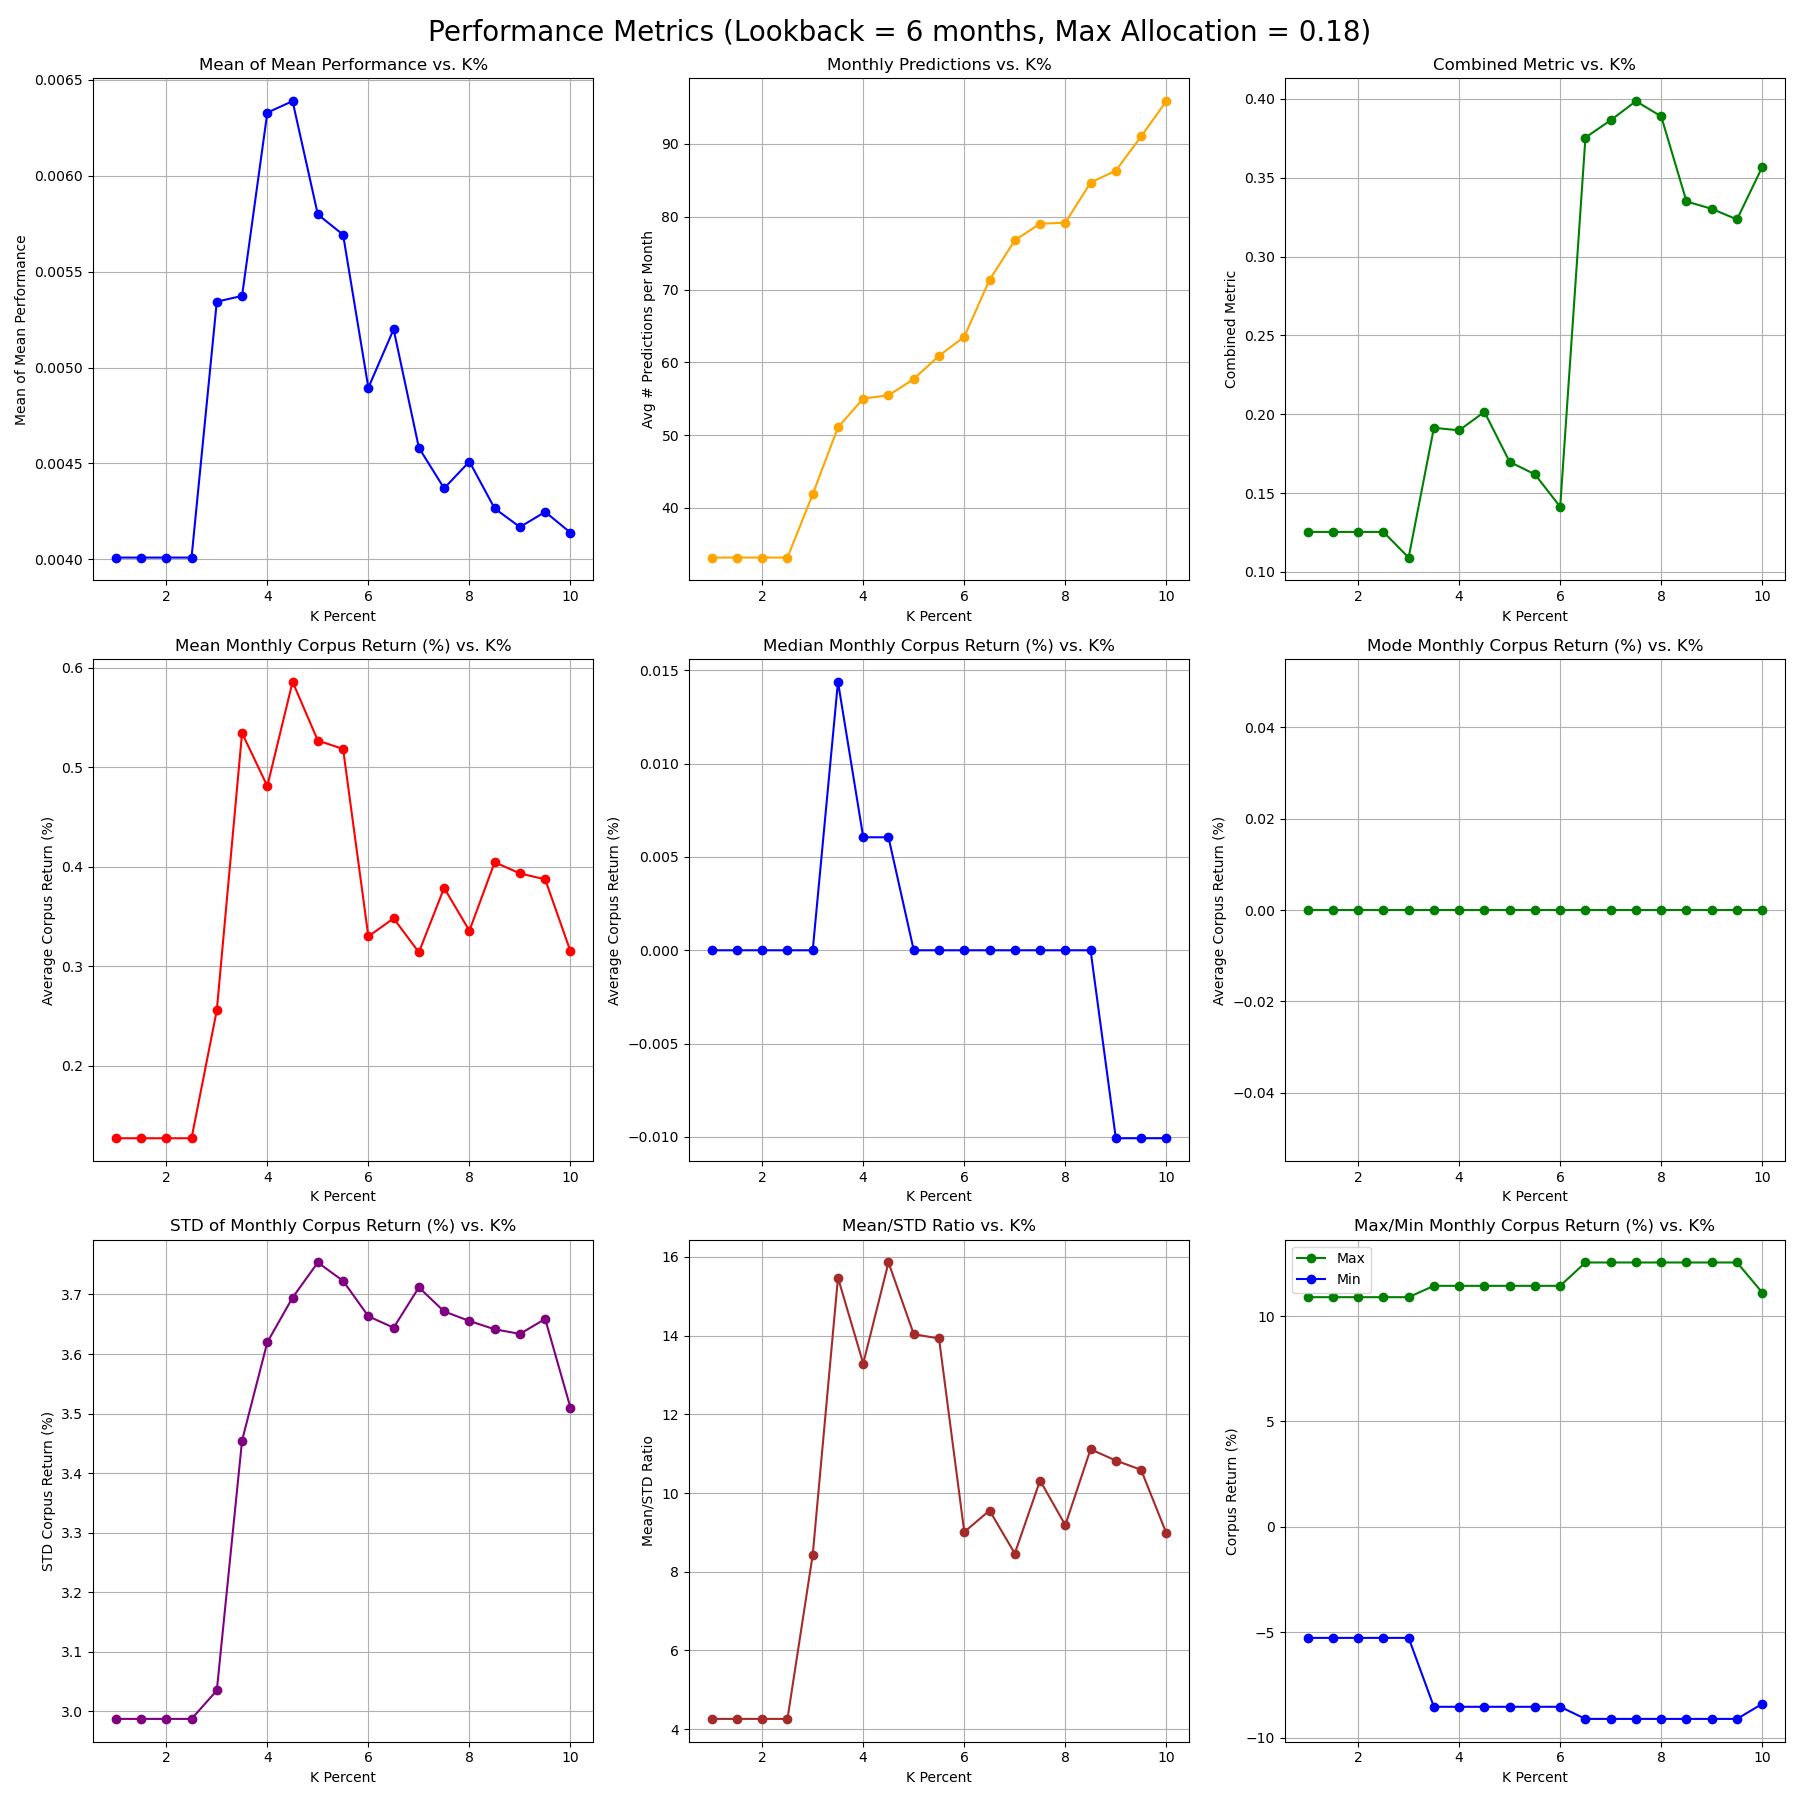 Performance Metrics (Lookback = 6 months, Max Allocation = 0.18)
Mean of Mean Performance vs. K%
Mean of Mean Performance
0.0065
0.0060
0.0055
0.0050
0.0045
0.0040
2 4 6 8 10
K Percent
Monthly Predictions vs. K%
Avg # Predictions per Month
90
80
70
60
50
40
2 4 6 8 10
K Percent
Combined Metric vs. K%
Combined Metric
0.40
0.35
0.30
0.25
0.20
0.15
0.10
2 4 6 8 10
K Percent
Mean Monthly Corpus Return (%) vs. K%
Average Corpus Return (%)
0.6
0.5
0.4
0.3
0.2
2 4 6 8 10
K Percent
Median Monthly Corpus Return (%) vs. K%
Average Corpus Return (%)
0.015
0.010
0.005
0.000
−0.005
−0.010
2 4 6 8 10
K Percent
Mode Monthly Corpus Return (%) vs. K%
Average Corpus Return (%)
0.04
0.02
0.00
−0.02
−0.04
2 4 6 8 10
K Percent
STD of Monthly Corpus Return (%) vs. K%
STD Corpus Return (%)
3.7
3.6
3.5
3.4
3.3
3.2
3.1
3.0
2 4 6 8 10
K Percent
Mean/STD Ratio vs. K%
Mean/STD Ratio
16
14
12
10
8
6
4
2 4 6 8 10
K Percent
Max/Min Monthly Corpus Return (%) vs. K%
Max
Min
Corpus Return (%)
10
5
0
−5
−10
2 4 6 8 10
K Percent